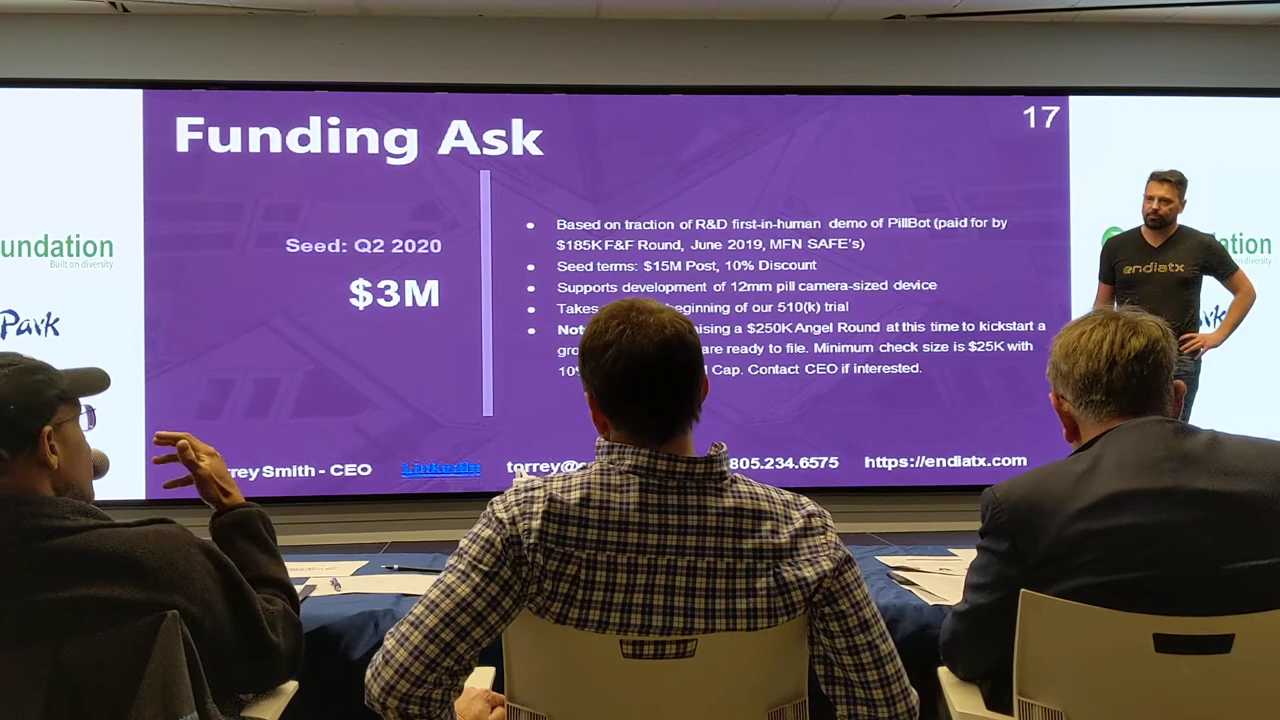 Funding Ask
17
Seed: Q2 2020
$3M
• Based on traction of R&D first-in-human demo of PillBot (paid for by
$185K F&F Round, June 2019, MFN SAFE's)
• Seed terms: $15M Post, 10% Discount
• Supports development of 12mm pill camera-sized device
• Takes beginning of our 510(k) trial
• a $250K Angel Round at this time to kickstart a
are ready to file. Minimum check size is $25K with
Cap. Contact CEO if interested.
Smith - CEO
LinkedIn
805.234.6575
https://endiatx.com
undation
Built on diversity
Park
endiatx